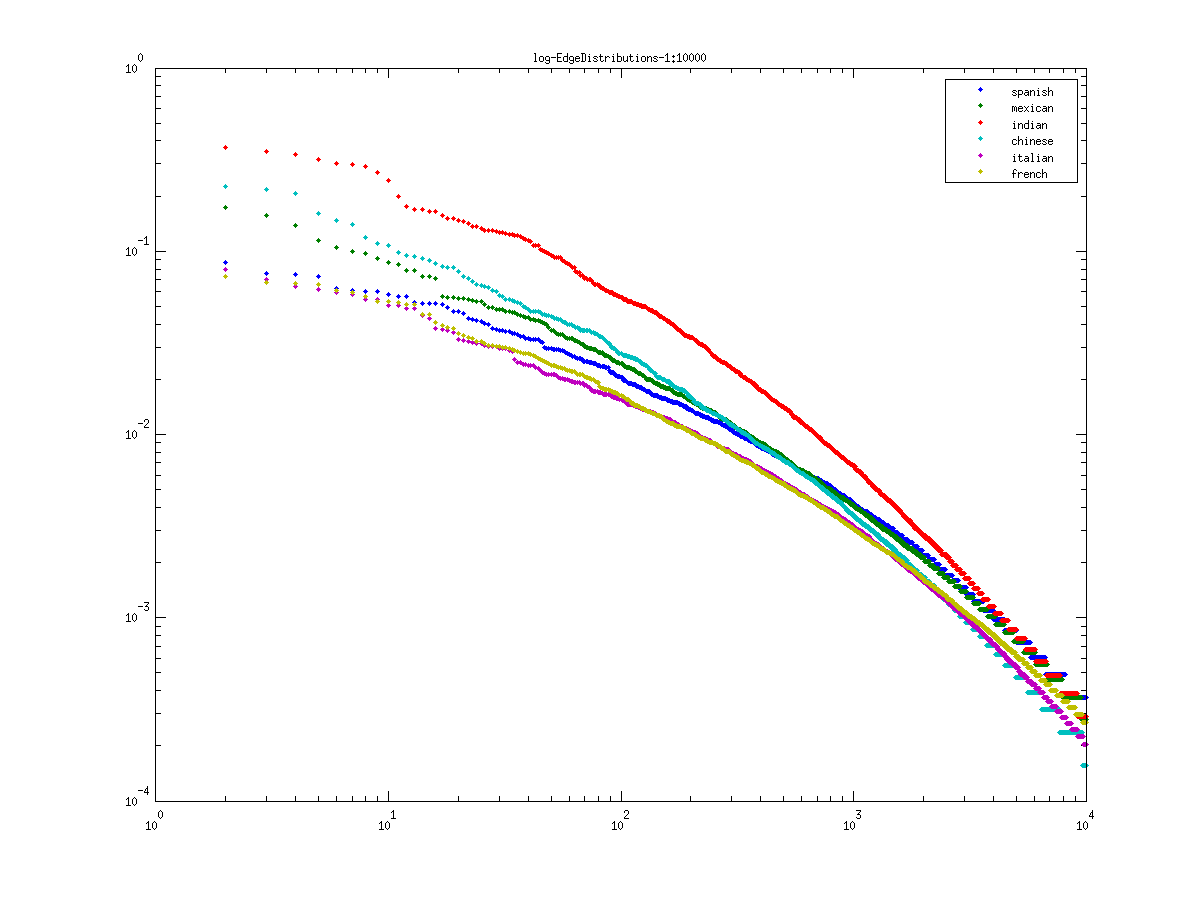 log-EdgeDistributions-1:10000
10^0
10^-1
10^-2
10^-3
10^-4
spanish
mexican
indian
chinese
italian
french
10^0 10^1 10^2 10^3 10^4